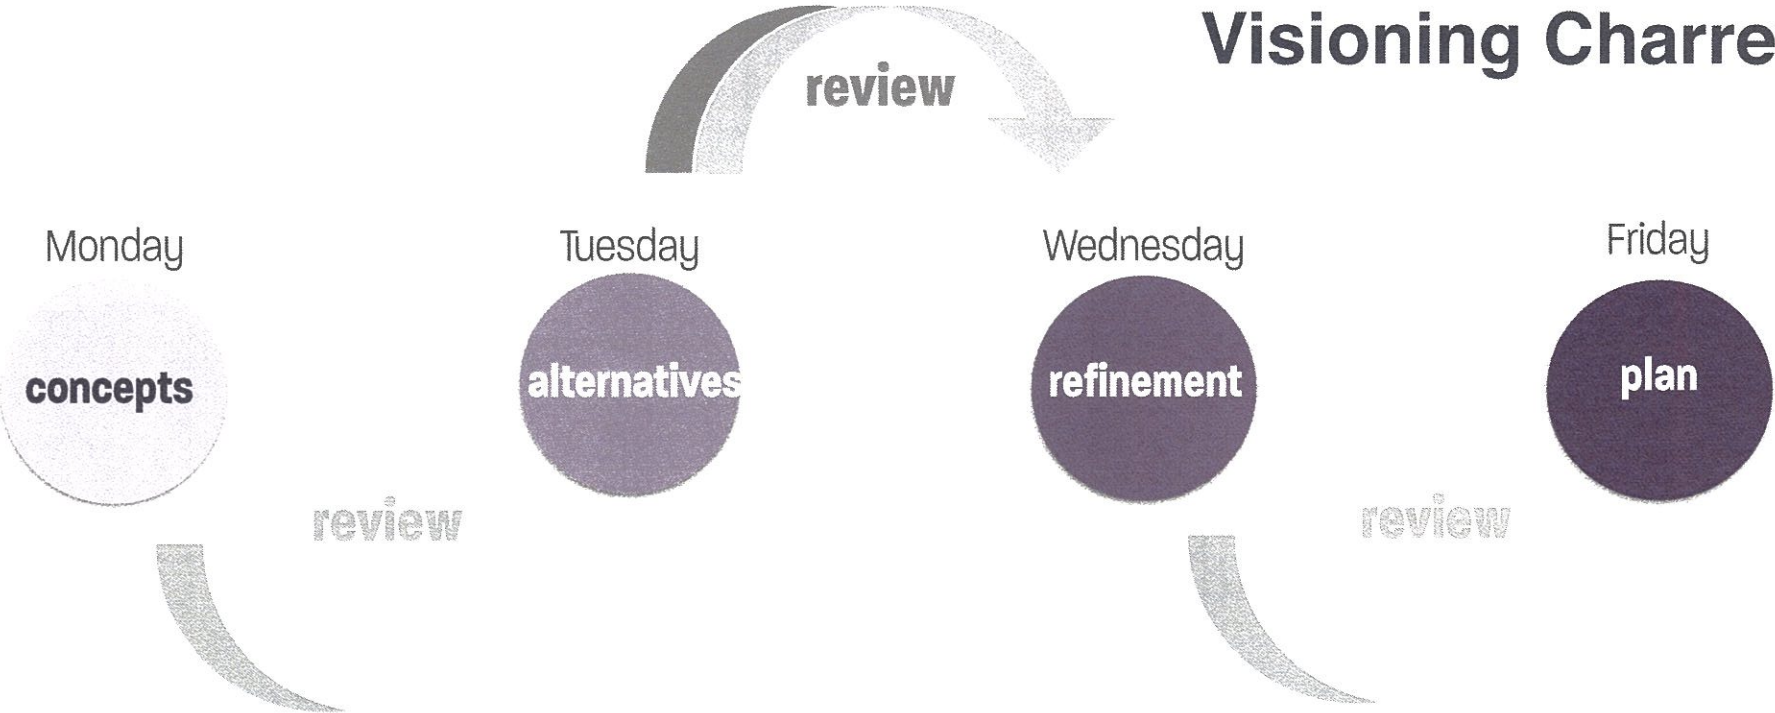 Visioning Charre
review
Monday
Tuesday
Wednesday
Friday
concepts
alternatives
refinement
plan
review
review